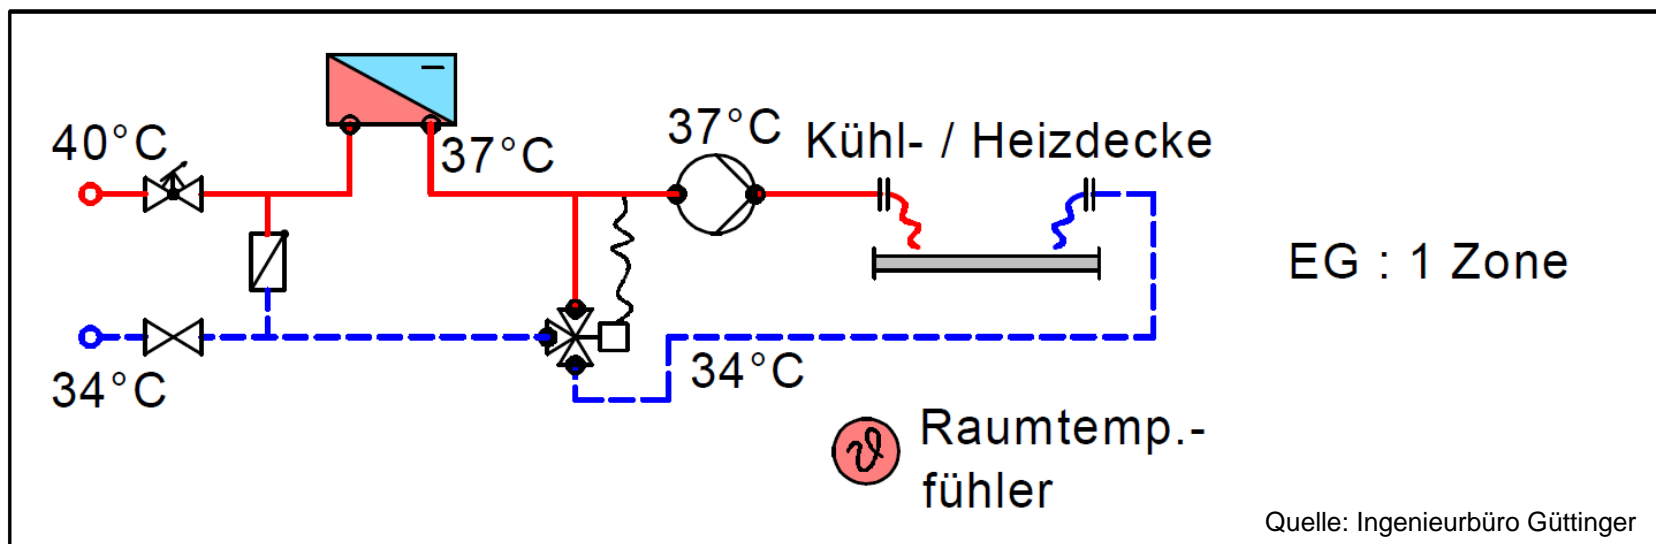 40°C
37°C
37°C
Kühl- / Heizdecke
EG : 1 Zone
34°C
34°C
ϑ
Raumtemp.-
fühler
Quelle: Ingenieurbüro Güttinger